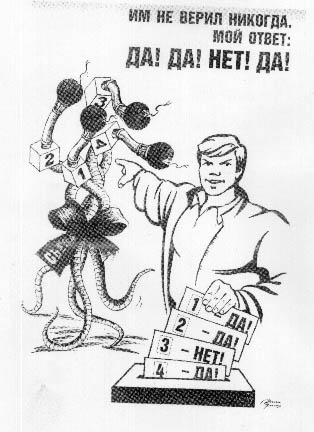 ИМ НЕ ВЕРИЛ НИКОГДА.
МОЙ ОТВЕТ:
ДА! ДА! НЕТ! ДА!
3
2
1
4
1 - ДА!
2 - ДА!
3 - НЕТ!
4 - ДА!